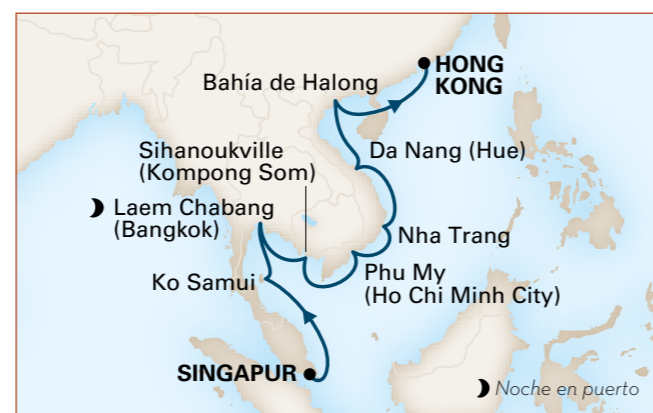 HONG
KONG
Bahía de Halong
Sihanoukville
(Kompong Som)
Da Nang (Hue)
Laem Chabang
(Bangkok)
Nha Trang
Ko Samui
Phu My
(Ho Chi Minh City)
SINGAPUR
Noche en puerto